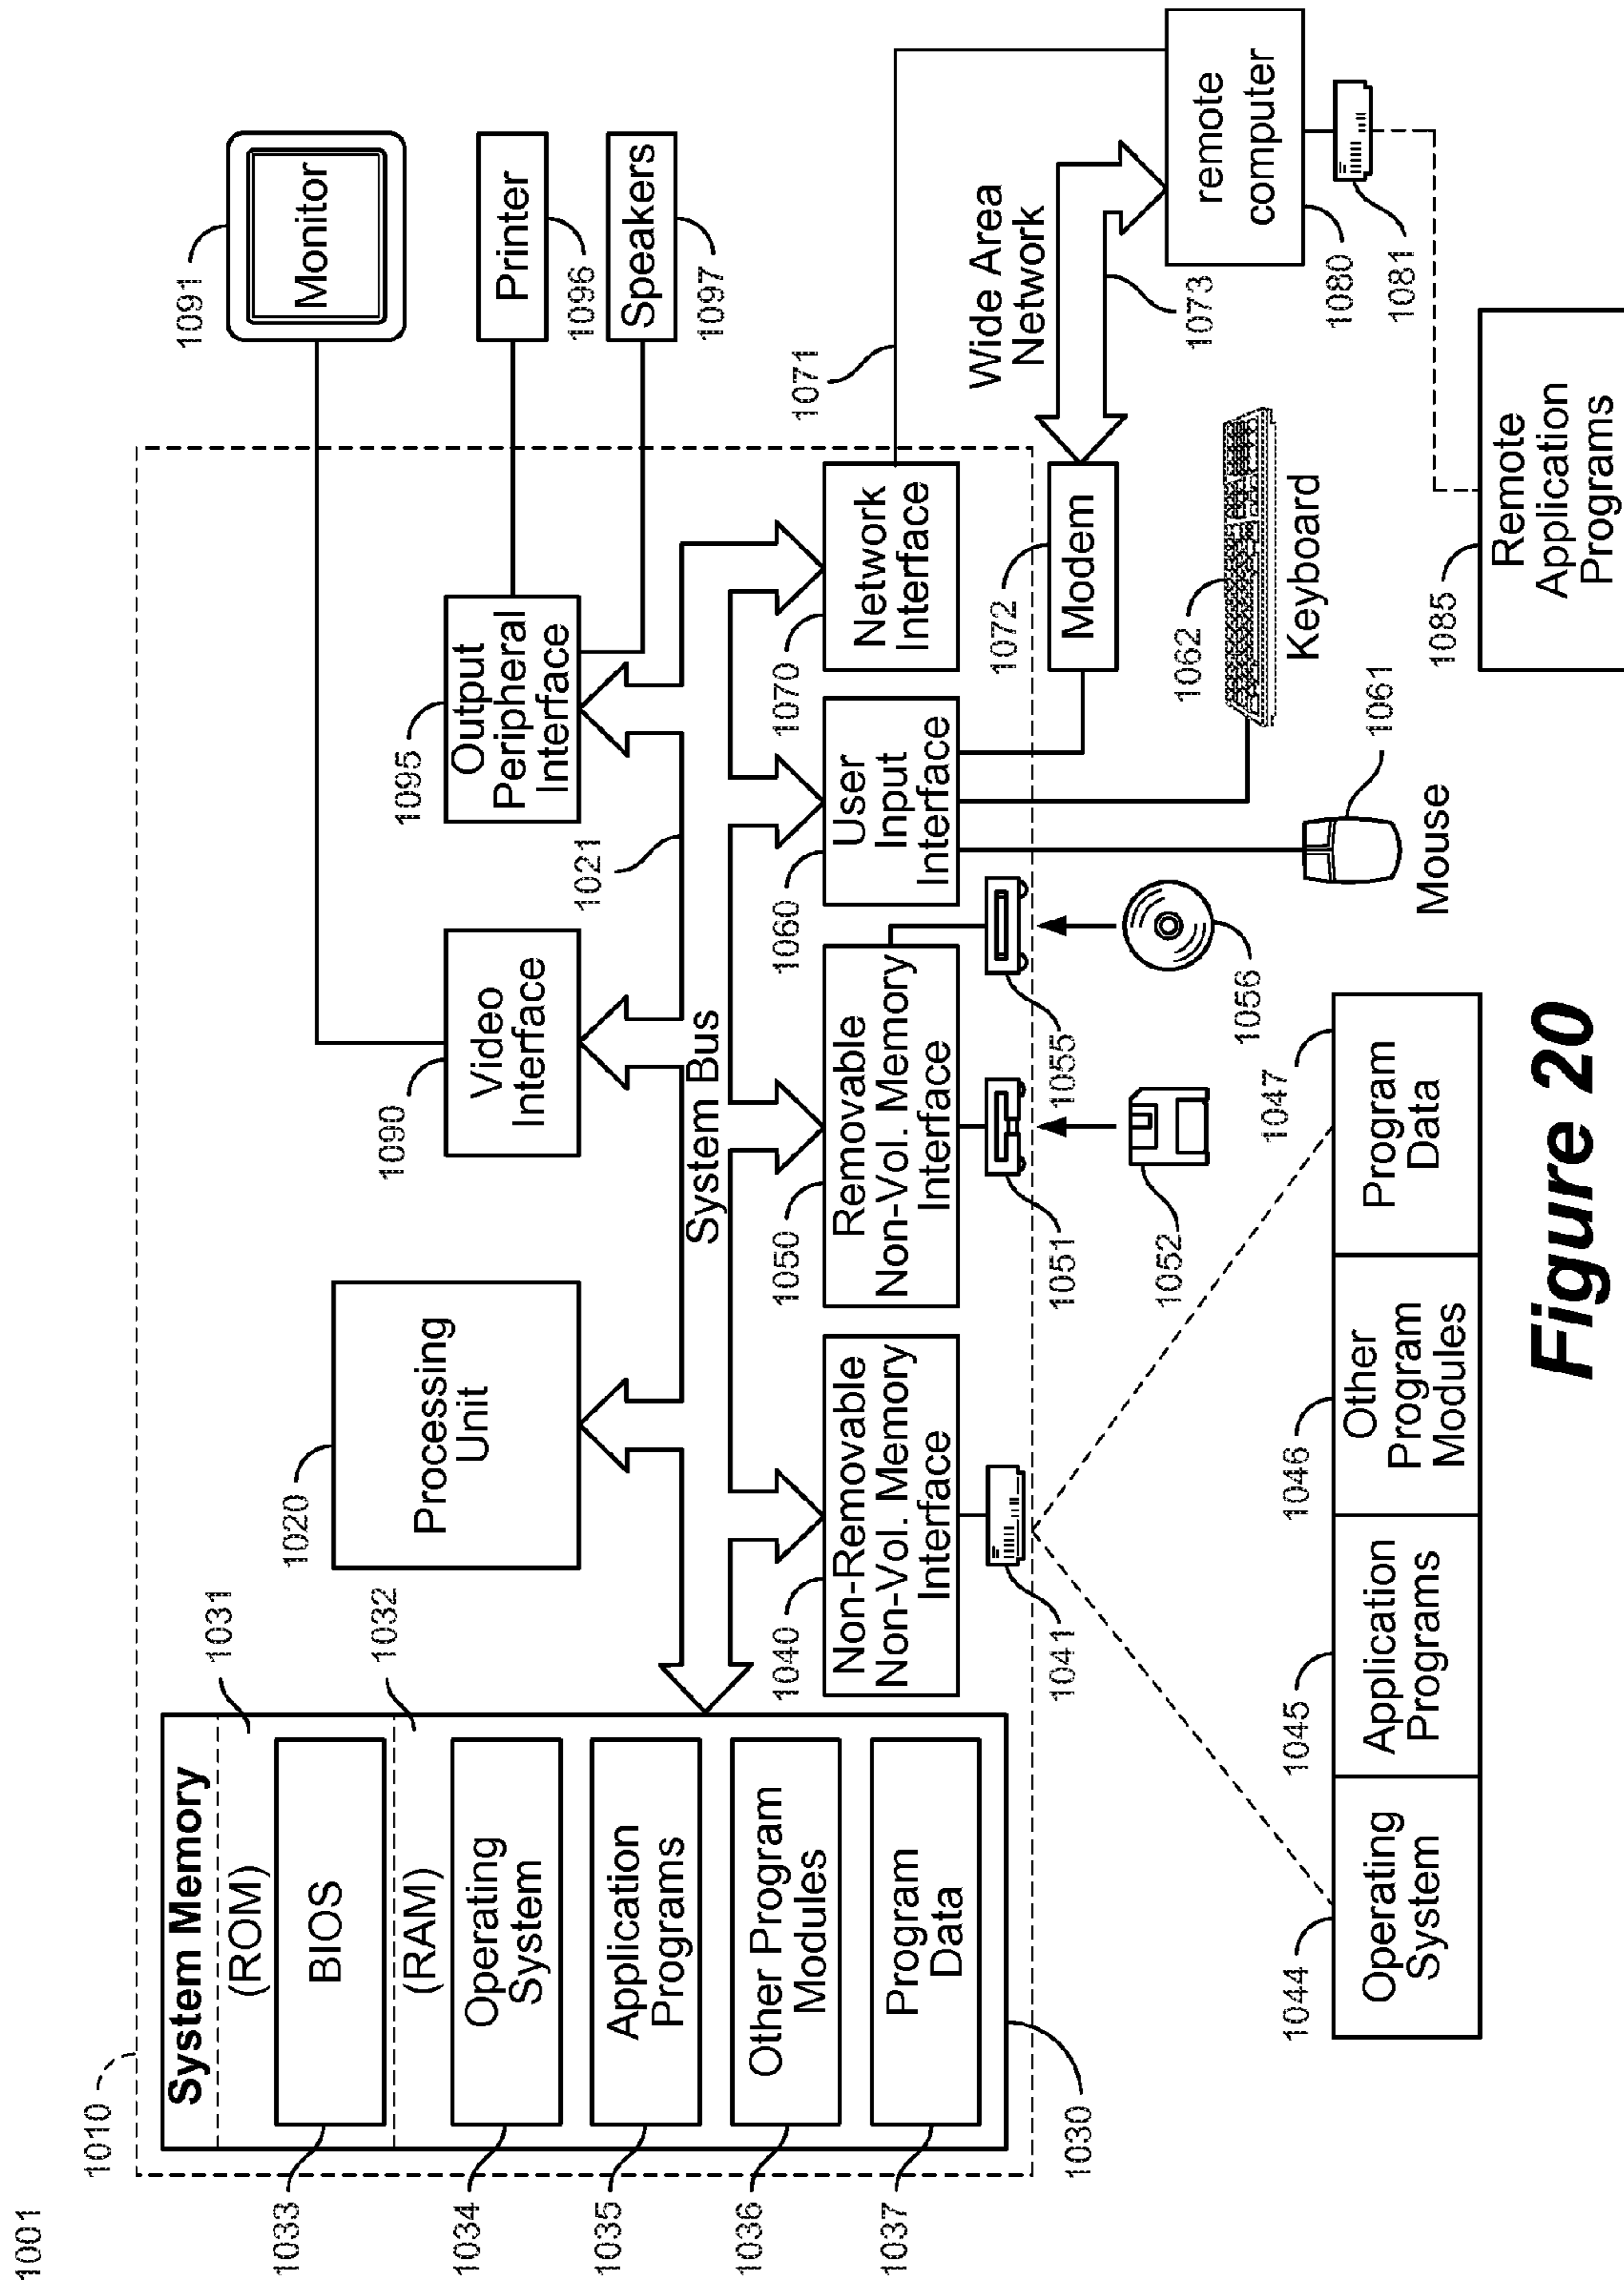 1001
1010
System Memory
(ROM)
1031
BIOS
1033
(RAM)
1032
Operating
System
1034
Application
Programs
1035
Other Program
Modules
1036
Program
Data
1037
1030
Processing
Unit
1020
Video
Interface
1090
Output
Peripheral
Interface
1095
1021
System Bus
Monitor
1091
Printer
1096
Speakers
1097
Non-Removable
Non-Vol. Memory
Interface
1040
Removable
Non-Vol. Memory
Interface
1050
User
Input
Interface
1060
Network
Interface
1070
1071
1041
1051
1055
1052
1056
Modem
1072
Wide Area
Network
1073
remote
computer
1080
1081
1062
Keyboard
1061
Mouse
Operating
System
1044
Application
Programs
1045
Other
Program
Modules
1046
Program
Data
1047
Remote
Application
Programs
1085
Figure 20